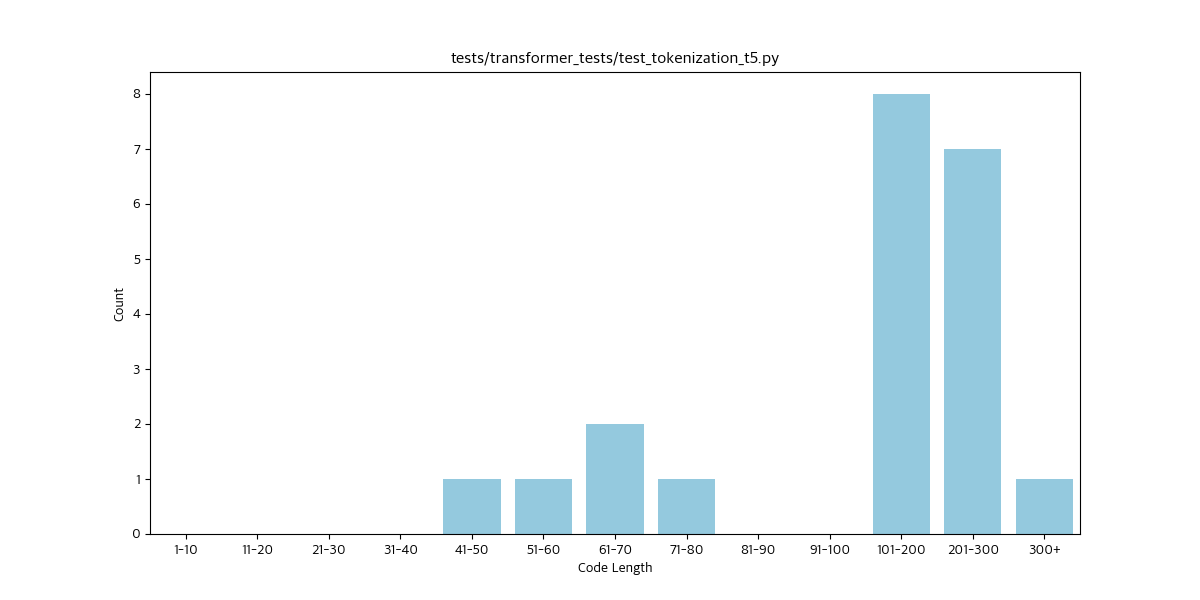 tests/transformer_tests/test_tokenization_t5.py
8
7
6
5
4
3
2
1
0
Count
1-10 11-20 21-30 31-40 41-50 51-60 61-70 71-80 81-90 91-100 101-200 201-300 300+
Code Length